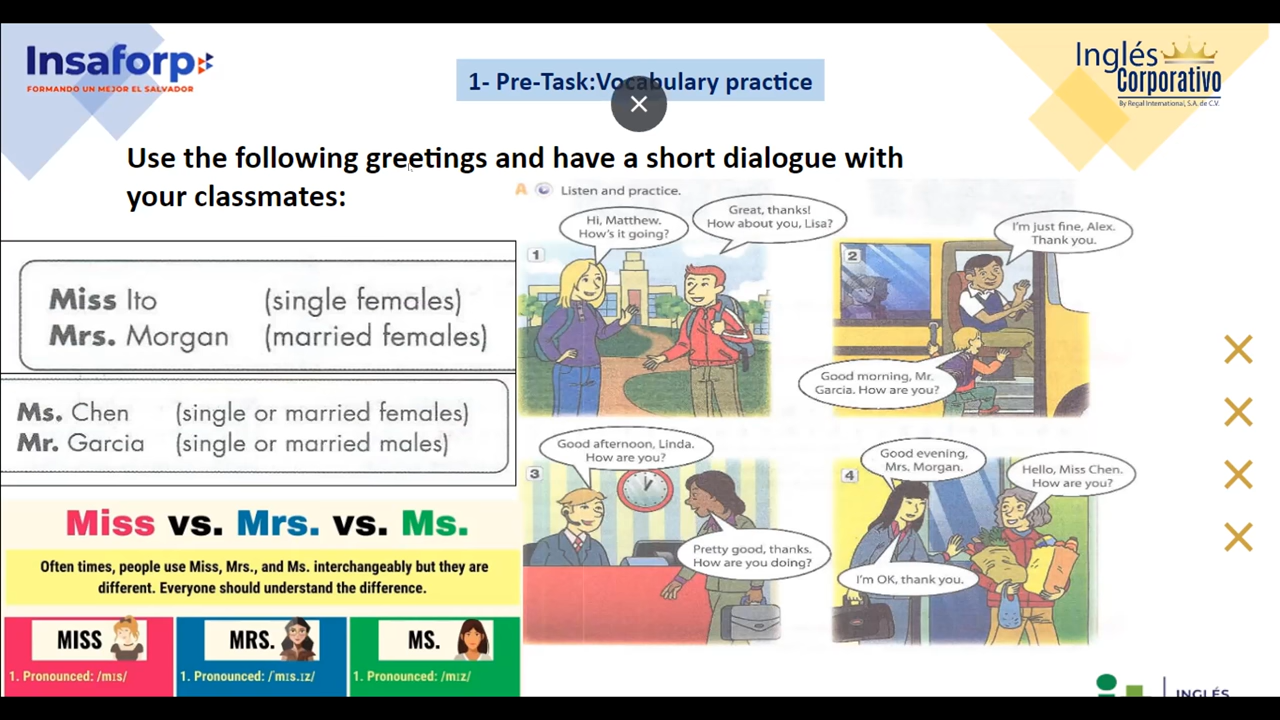 Insaforp
FORMANDO UN MEJOR EL SALVADOR
1- Pre-Task:Vocabulary practice
Inglés
Corporativo
By Regal International, S.A. de C.V.
Use the following greetings and have a short dialogue with
your classmates:
A Listen and practice.
Miss Ito (single females)
Mrs. Morgan (married females)
Ms. Chen (single or married females)
Mr. Garcia (single or married males)
Miss vs. Mrs. vs. Ms.
Often times, people use Miss, Mrs., and Ms. interchangeably but they are
different. Everyone should understand the difference.
MISS
1. Pronounced: /mɪs/
MRS.
1. Pronounced: /ˈmɪs.ɪz/
MS.
1. Pronounced: /mɪz/
1
Hi, Matthew.
How's it going?
Great, thanks!
How about you, Lisa?
2
I'm just fine, Alex.
Thank you.
Good morning, Mr.
Garcia. How are you?
3
Good afternoon, Linda.
How are you?
Pretty good, thanks.
How are you doing?
4
Good evening,
Mrs. Morgan.
Hello, Miss Chen.
How are you?
I'm OK, thank you.
INGLÉS